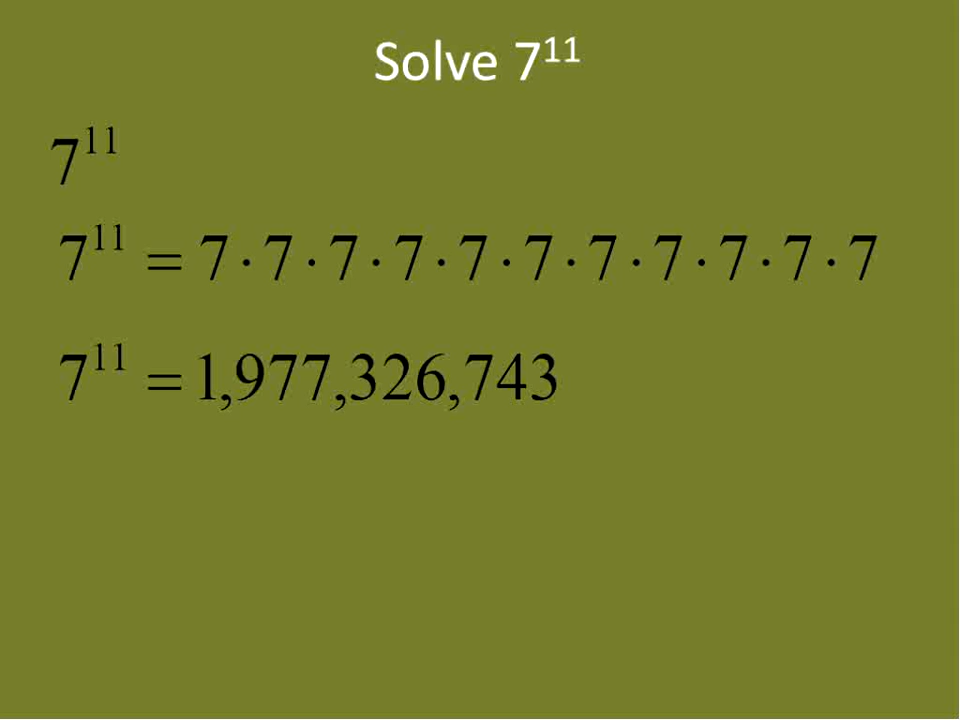 Solve 7¹¹
7¹¹
7¹¹ = 7 · 7 · 7 · 7 · 7 · 7 · 7 · 7 · 7 · 7 · 7
7¹¹ = 1,977,326,743